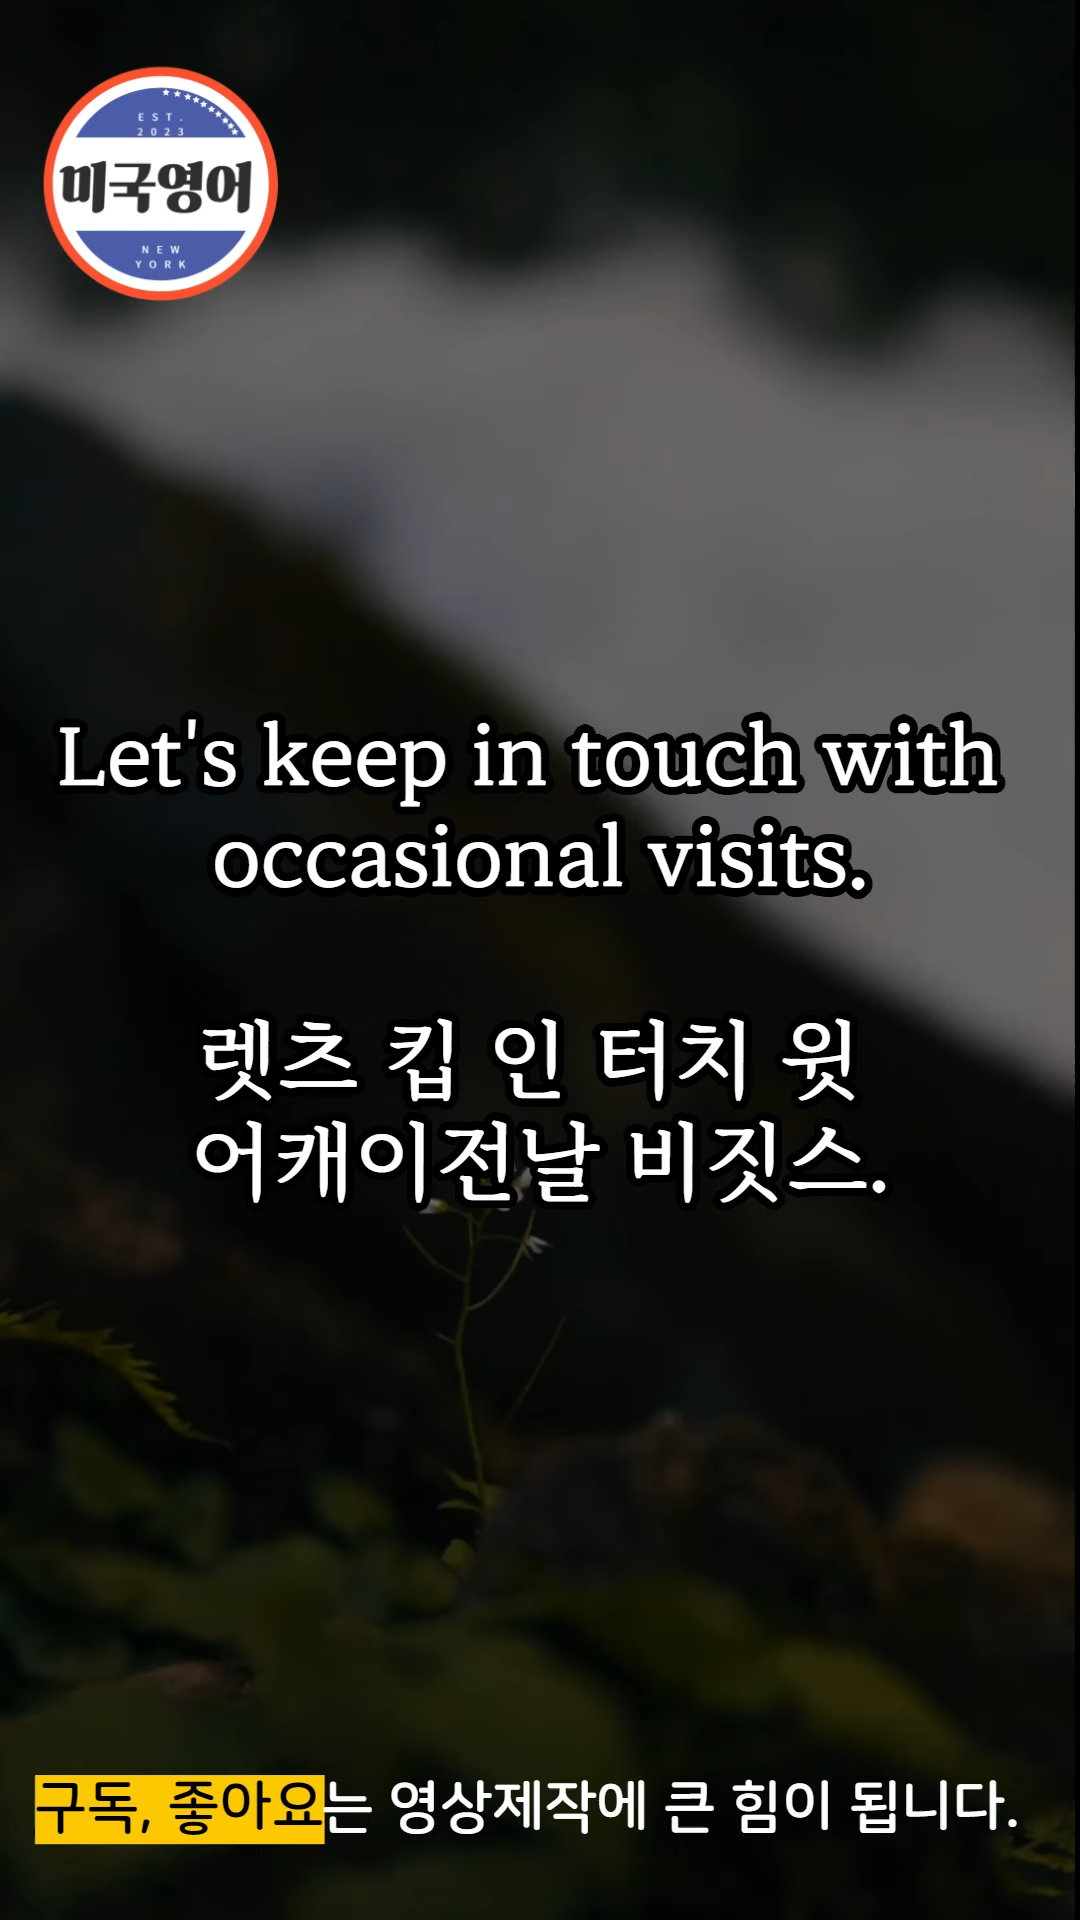 EST.
2023
미국영어
NEW
YORK
Let's keep in touch with
occasional visits.
렛츠 킵 인 터치 윗
어캐이전날 비짓스.
구독, 좋아요는 영상제작에 큰 힘이 됩니다.